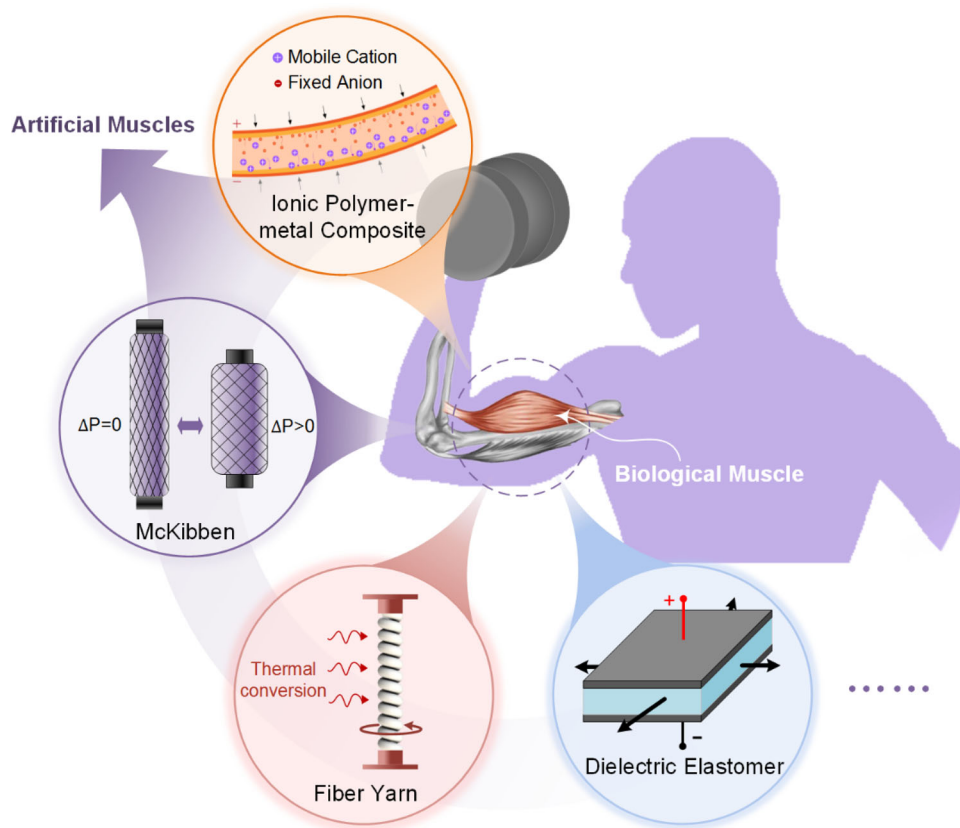 Mobile Cation
Fixed Anion
Artificial Muscles
+
−
Ionic Polymer-
metal Composite
ΔP=0
ΔP>0
McKibben
Biological Muscle
Thermal
conversion
Fiber Yarn
+
−
Dielectric Elastomer
......